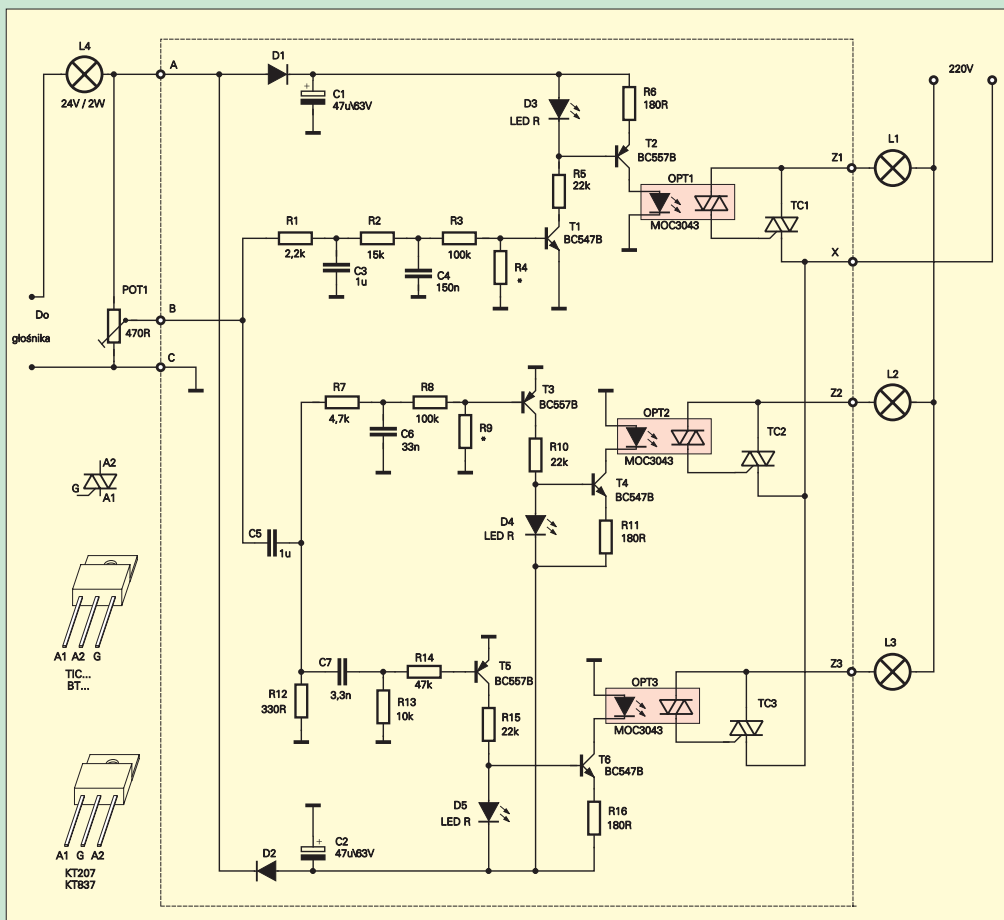 L4
24V / 2W
A
D1
+
C1
47u\63V
D3
LED R
R6
180R
T2
BC557B
R5
22k
OPT1
MOC3043
Z1
L1
220V
TC1
X
R1
2,2k
R2
15k
R3
100k
T1
BC547B
C3
1u
C4
150n
R4
*
Do
głośnika
POT1
470R
B
C
R7
4,7k
R8
100k
T3
BC557B
C6
33n
R9
*
R10
22k
OPT2
MOC3043
Z2
L2
TC2
T4
BC547B
D4
LED R
R11
180R
A2
G
A1
C5
1u
A1 A2 G
TIC...
BT...
C7
3,3n
R14
47k
T5
BC557B
R12
330R
R13
10k
R15
22k
OPT3
MOC3043
Z3
L3
TC3
T6
BC547B
D5
LED R
R16
180R
+
C2
47u\63V
D2
A1 G A2
KT207
KT837